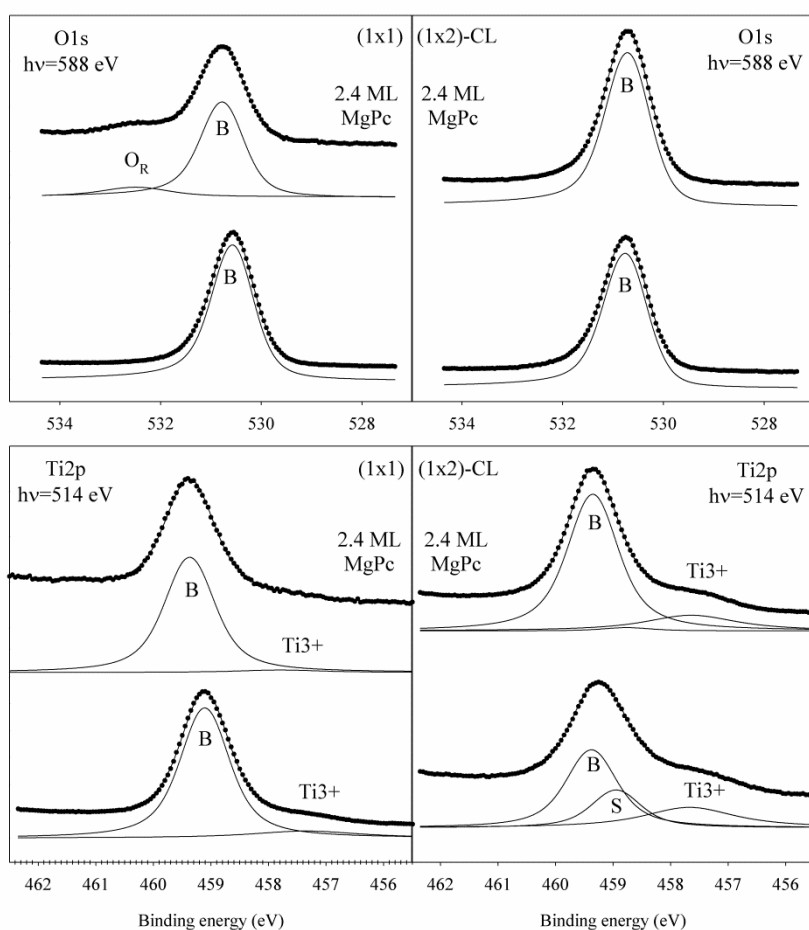 O1s
hν=588 eV
(1x1)
2.4 ML
MgPc
B
O_R
B
534
532
530
528
(1x2)-CL
O1s
hν=588 eV
2.4 ML
MgPc
B
B
534
532
530
528
Ti2p
hν=514 eV
(1x1)
2.4 ML
MgPc
B
Ti3+
B
Ti3+
462
461
460
459
458
457
456
Binding energy (eV)
(1x2)-CL
Ti2p
hν=514 eV
2.4 ML
MgPc
B
Ti3+
B
S
Ti3+
462
461
460
459
458
457
456
Binding energy (eV)